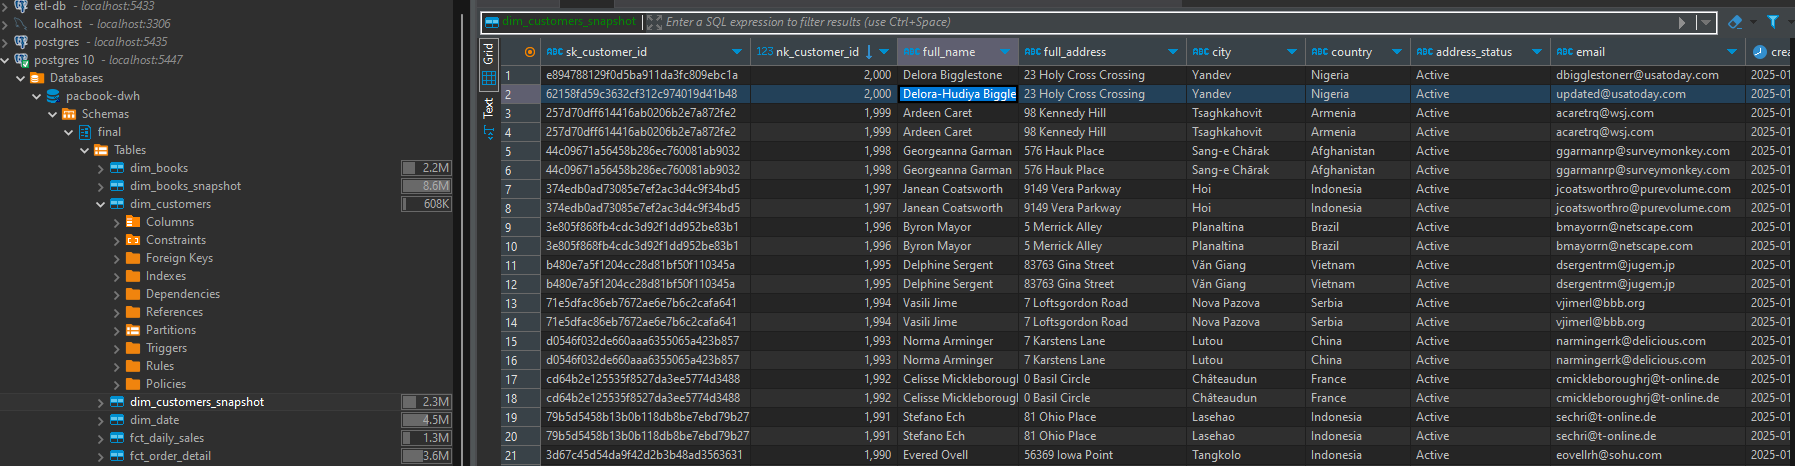 etl-db - localhost:5433
localhost - localhost:3306
postgres - localhost:5435
postgres 10 - localhost:5447
Databases
pacbook-dwh
Schemas
final
Tables
dim_books 2.2M
dim_books_snapshot 8.6M
dim_customers 608K
Columns
Constraints
Foreign Keys
Indexes
Dependencies
References
Partitions
Triggers
Rules
Policies
dim_customers_snapshot 2.3M
dim_date 4.5M
fct_daily_sales 1.3M
fct_order_detail 3.6M
dim_customers_snapshot Enter a SQL expression to filter results (use Ctrl+Space)
Grid
Text
ABC sk_customer_id 123 nk_customer_id ABC full_name ABC full_address ABC city ABC country ABC address_status ABC email crea
1 e894788129f0d5ba911da3fc809ebc1a 2,000 Delora Bigglestone 23 Holy Cross Crossing Yandev Nigeria Active dbigglestonerr@usatoday.com 2025-01
2 62158fd59c3632cf312c974019d41b48 2,000 Delora-Hudiya Biggle 23 Holy Cross Crossing Yandev Nigeria Active updated@usatoday.com 2025-01
3 257d70dff614416ab0206b2e7a872fe2 1,999 Ardeen Caret 98 Kennedy Hill Tsaghkahovit Armenia Active acaretrq@wsj.com 2025-01
4 257d70dff614416ab0206b2e7a872fe2 1,999 Ardeen Caret 98 Kennedy Hill Tsaghkahovit Armenia Active acaretrq@wsj.com 2025-01
5 44c09671a56458b286ec760081ab9032 1,998 Georgeanna Garman 576 Hauk Place Sang-e Chārak Afghanistan Active ggarmanrp@surveymonkey.com 2025-01
6 44c09671a56458b286ec760081ab9032 1,998 Georgeanna Garman 576 Hauk Place Sang-e Chārak Afghanistan Active ggarmanrp@surveymonkey.com 2025-01
7 374edb0ad73085e7ef2ac3d4c9f34bd5 1,997 Janean Coatsworth 9149 Vera Parkway Hoi Indonesia Active jcoatsworthro@purevolume.com 2025-01
8 374edb0ad73085e7ef2ac3d4c9f34bd5 1,997 Janean Coatsworth 9149 Vera Parkway Hoi Indonesia Active jcoatsworthro@purevolume.com 2025-01
9 3e805f868fb4cdc3d92f1dd952be83b1 1,996 Byron Mayor 5 Merrick Alley Planaltina Brazil Active bmayorrn@netscape.com 2025-01
10 3e805f868fb4cdc3d92f1dd952be83b1 1,996 Byron Mayor 5 Merrick Alley Planaltina Brazil Active bmayorrn@netscape.com 2025-01
11 b480e7a5f1204cc28d81bf50f110345a 1,995 Delphine Sergent 83763 Gina Street Văn Giang Vietnam Active dsergentrm@jugem.jp 2025-01
12 b480e7a5f1204cc28d81bf50f110345a 1,995 Delphine Sergent 83763 Gina Street Văn Giang Vietnam Active dsergentrm@jugem.jp 2025-01
13 71e5dfac86eb7672ae6e7b6c2cafa641 1,994 Vasili Jime 7 Loftsgordon Road Nova Pazova Serbia Active vjimerl@bbb.org 2025-01
14 71e5dfac86eb7672ae6e7b6c2cafa641 1,994 Vasili Jime 7 Loftsgordon Road Nova Pazova Serbia Active vjimerl@bbb.org 2025-01
15 d0546f032de660aaa6355065a423b857 1,993 Norma Arminger 7 Karstens Lane Lutou China Active narmingerrk@delicious.com 2025-01
16 d0546f032de660aaa6355065a423b857 1,993 Norma Arminger 7 Karstens Lane Lutou China Active narmingerrk@delicious.com 2025-01
17 cd64b2e125535f8527da3ee5774d3488 1,992 Celisse Mickleborough 0 Basil Circle Châteaudun France Active cmickleboroughrj@t-online.de 2025-01
18 cd64b2e125535f8527da3ee5774d3488 1,992 Celisse Mickleborough 0 Basil Circle Châteaudun France Active cmickleboroughrj@t-online.de 2025-01
19 79b5d5458b13b0b118db8be7ebd79b27 1,991 Stefano Ech 81 Ohio Place Lasehao Indonesia Active sechri@t-online.de 2025-01
20 79b5d5458b13b0b118db8be7ebd79b27 1,991 Stefano Ech 81 Ohio Place Lasehao Indonesia Active sechri@t-online.de 2025-01
21 3d67c45d54da9f42d2b3b48ad3563631 1,990 Evered Ovell 56369 Iowa Point Tangkolo Indonesia Active eovellrh@sohu.com 2025-01